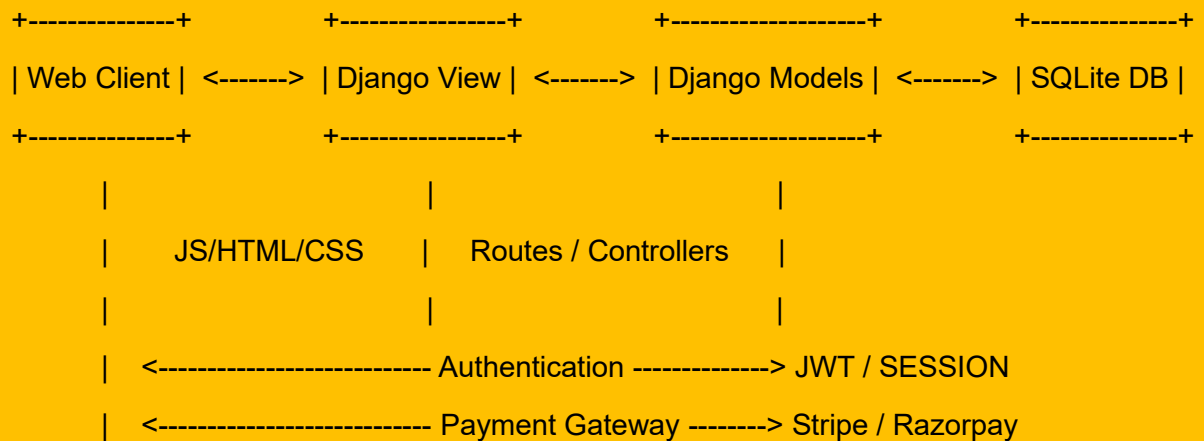 +---------------+ +-----------------+ +--------------------+ +---------------+
| Web Client | <-------> | Django View | <-------> | Django Models | <-------> | SQLite DB |
+---------------+ +-----------------+ +--------------------+ +---------------+
| | |
| JS/HTML/CSS | Routes / Controllers |
| | |
| <---------------------------- Authentication --------------> JWT / SESSION
| <---------------------------- Payment Gateway --------> Stripe / Razorpay